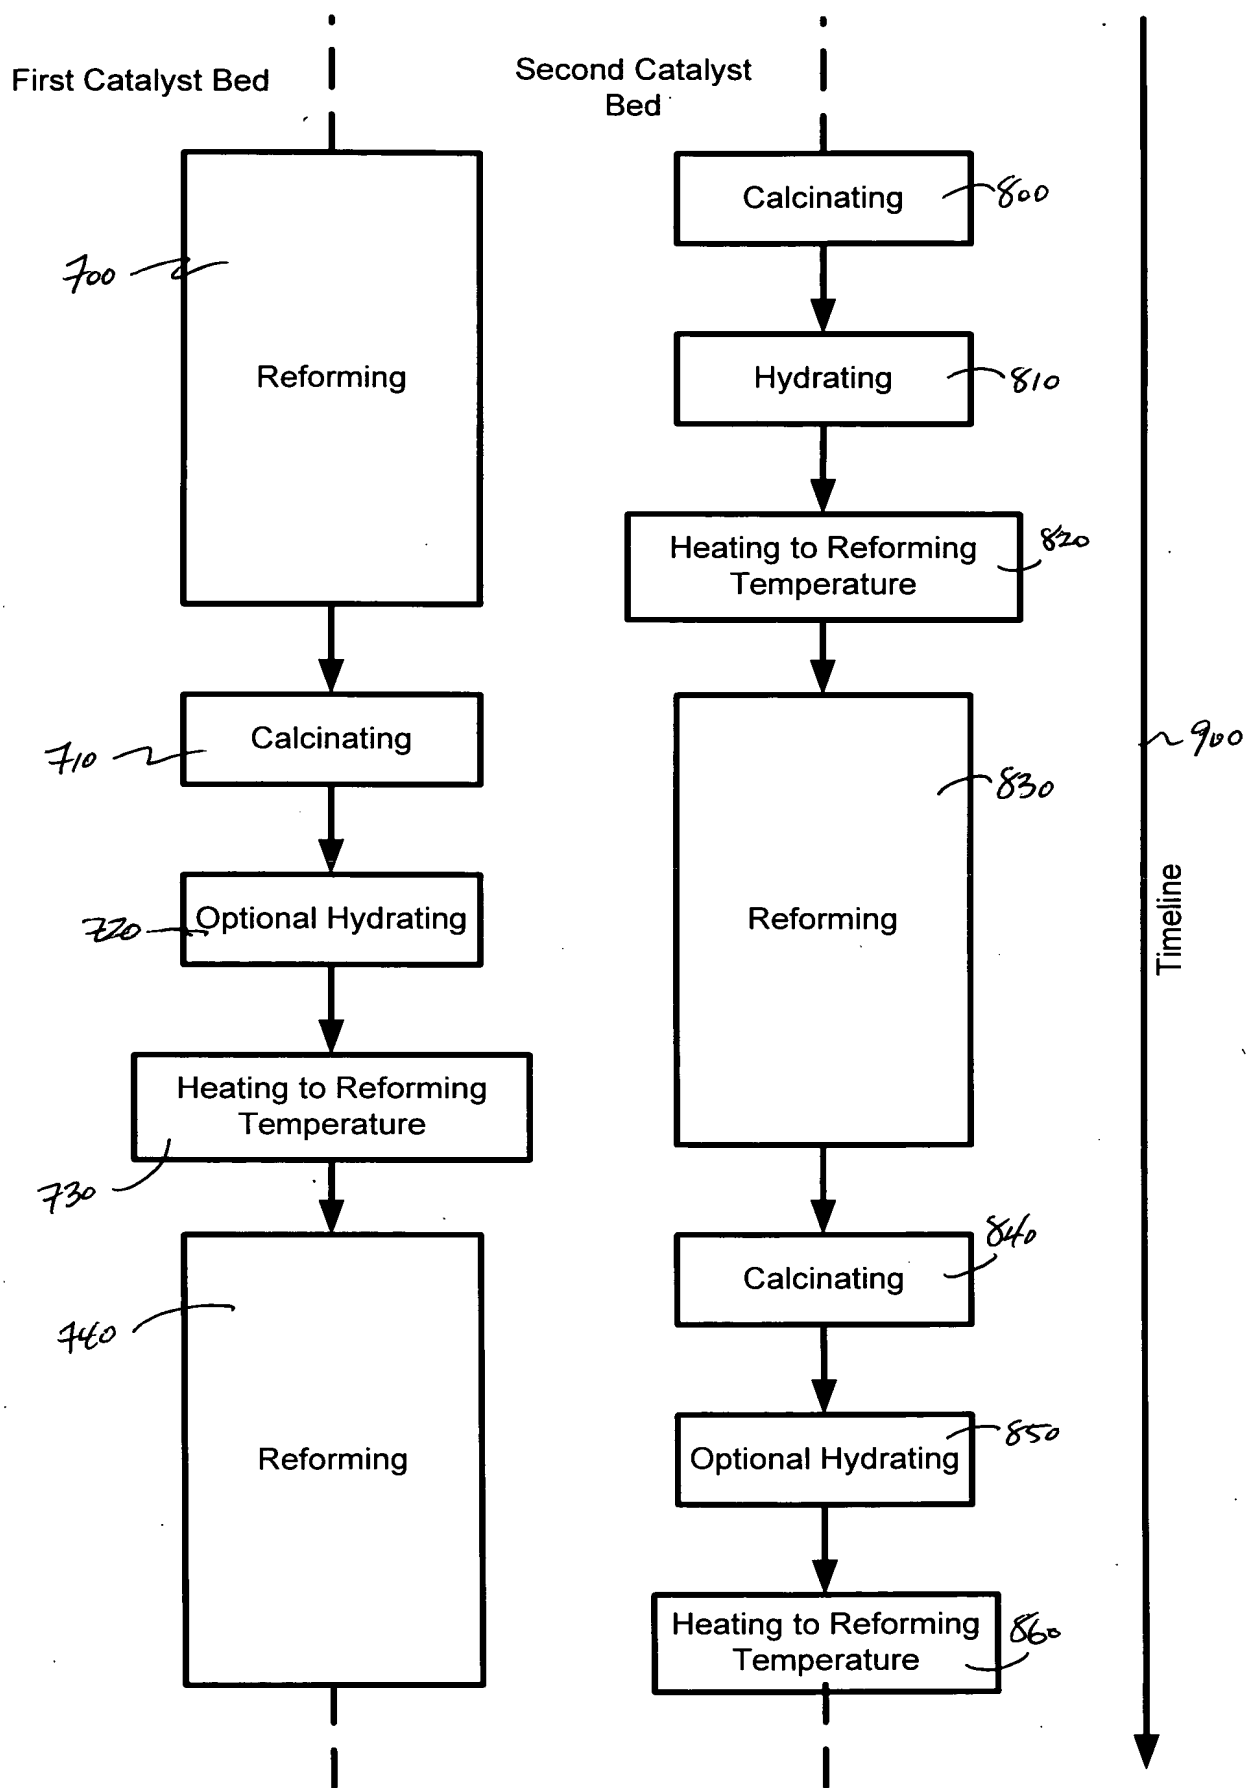 First Catalyst Bed
Second Catalyst
Bed
700
Reforming
Calcinating
800
Hydrating
810
Heating to Reforming
Temperature
820
710
Calcinating
720
Optional Hydrating
Heating to Reforming
Temperature
730
740
Reforming
Reforming
830
Calcinating
840
Optional Hydrating
850
Heating to Reforming
Temperature
860
900
Timeline